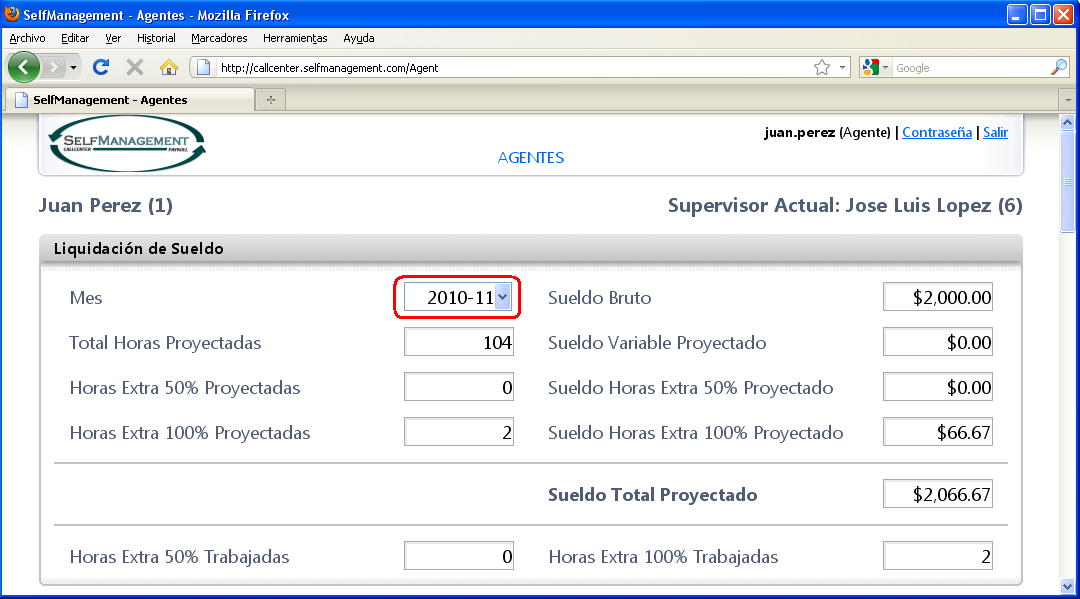 SelfManagement - Agentes - Mozilla Firefox
Archivo Editar Ver Historial Marcadores Herramientas Ayuda
http://callcenter.selfmanagement.com/Agent Google
SelfManagement - Agentes
SELFMANAGEMENT
CALLCENTER PAYROLL
juan.perez (Agente) | Contraseña | Salir
AGENTES
Juan Perez (1) Supervisor Actual: Jose Luis Lopez (6)
Liquidación de Sueldo
Mes 2010-11 Sueldo Bruto $2,000.00
Total Horas Proyectadas 104 Sueldo Variable Proyectado $0.00
Horas Extra 50% Proyectadas 0 Sueldo Horas Extra 50% Proyectado $0.00
Horas Extra 100% Proyectadas 2 Sueldo Horas Extra 100% Proyectado $66.67
Sueldo Total Proyectado $2,066.67
Horas Extra 50% Trabajadas 0 Horas Extra 100% Trabajadas 2